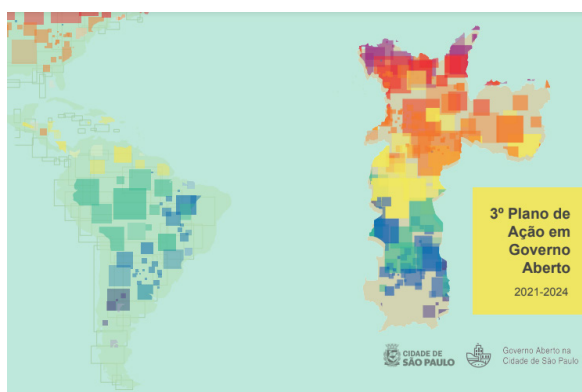 3º Plano de
Ação em
Governo
Aberto
2021-2024
CIDADE DE
SÃO PAULO
Governo Aberto na
Cidade de São Paulo